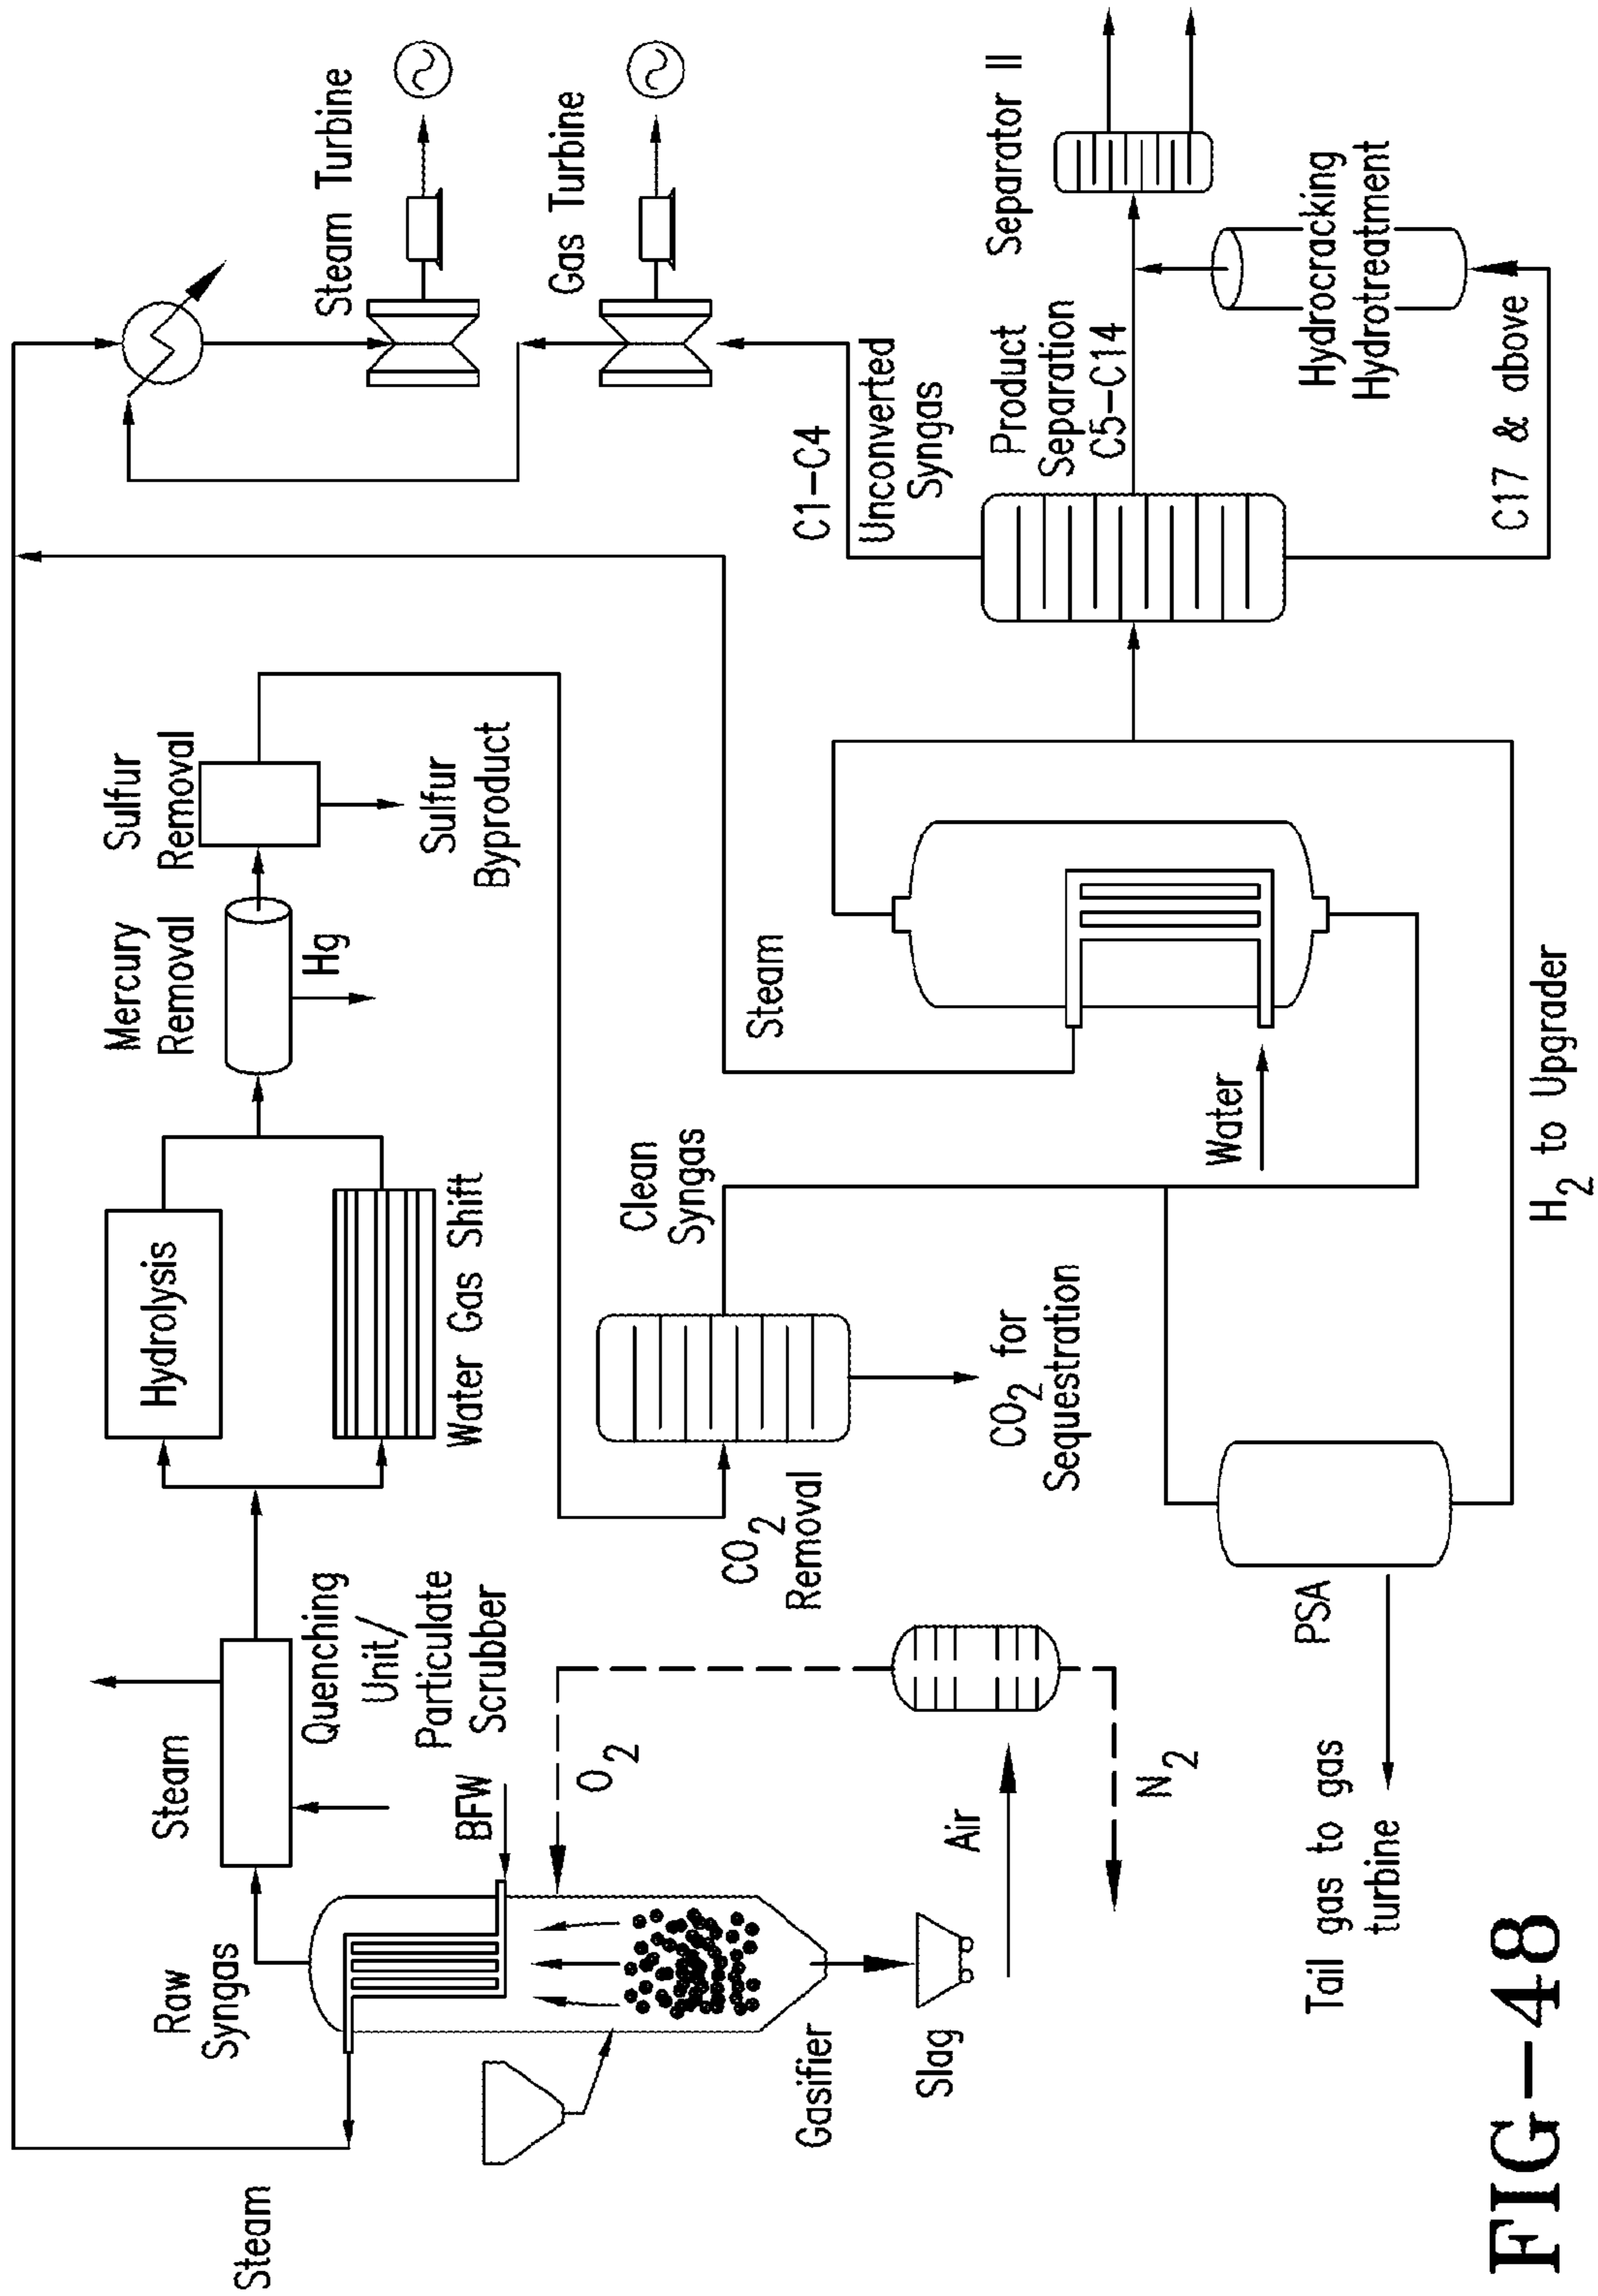 Steam
Raw
Syngas
Steam
Quenching
Unit/
Particulate
Scrubber
BFW
O2
Gasifier
Slag
Air
N2
Hydrolysis
Water Gas Shift
Mercury
Removal
Hg
Sulfur
Removal
Sulfur
Byproduct
CO2
Removal
Clean
Syngas
CO2 for
Sequestration
Steam
Water
PSA
Tail gas to gas
turbine
H2 to Upgrader
Steam Turbine
Gas Turbine
C1-C4
Unconverted
Syngas
Product
Separation
C5-C14
Separator II
Hydrocracking
Hydrotreatment
C17 & above
FIG-48